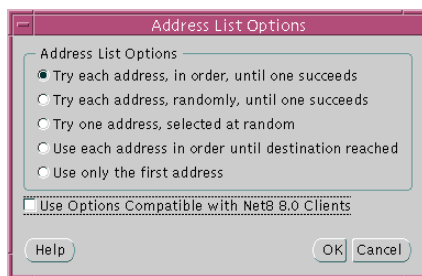 Address List Options
Address List Options
Try each address, in order, until one succeeds
Try each address, randomly, until one succeeds
Try one address, selected at random
Use each address in order until destination reached
Use only the first address
Use Options Compatible with Net8 8.0 Clients
Help OK Cancel